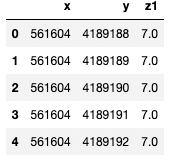 x y z1
0 561604 4189188 7.0
1 561604 4189189 7.0
2 561604 4189190 7.0
3 561604 4189191 7.0
4 561604 4189192 7.0